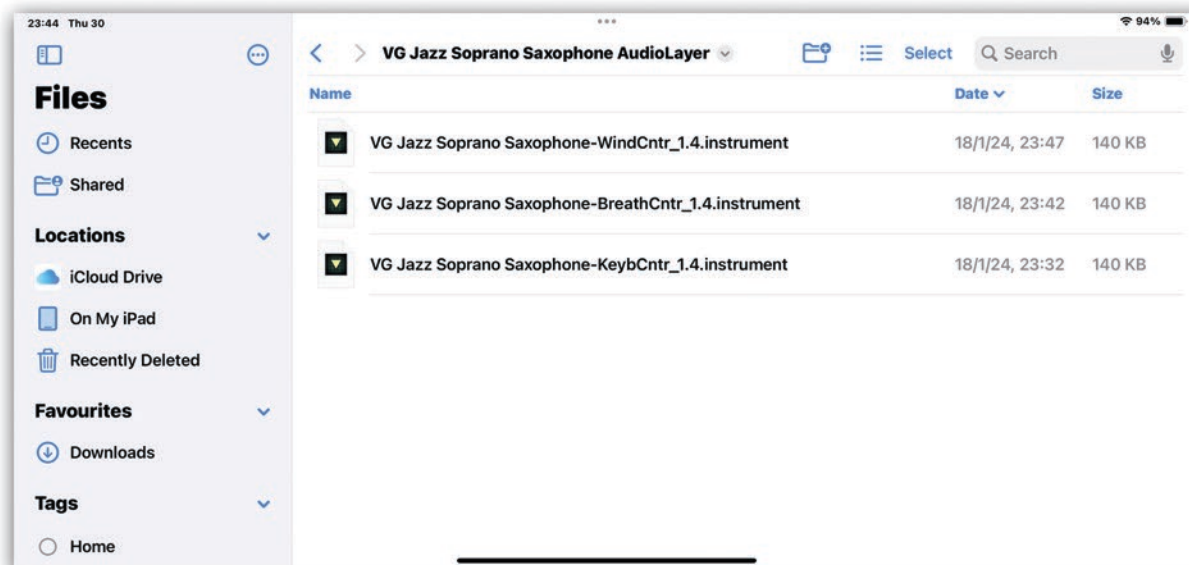 23:44 Thu 30
94%
Files
Recents
Shared
Locations
iCloud Drive
On My iPad
Recently Deleted
Favourites
Downloads
Tags
Home
VG Jazz Soprano Saxophone AudioLayer
Select
Search
Name Date Size
VG Jazz Soprano Saxophone-WindCntr_1.4.instrument 18/1/24, 23:47 140 KB
VG Jazz Soprano Saxophone-BreathCntr_1.4.instrument 18/1/24, 23:42 140 KB
VG Jazz Soprano Saxophone-KeybCntr_1.4.instrument 18/1/24, 23:32 140 KB